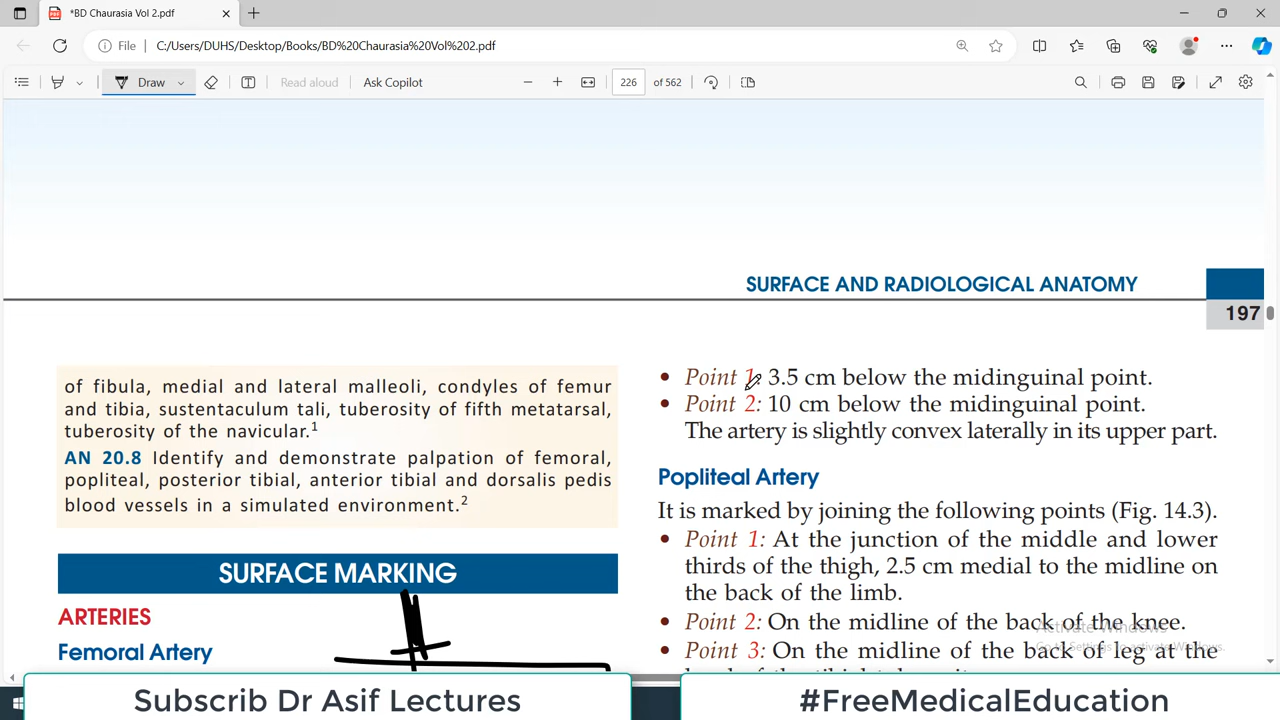 *BD Chaurasia Vol 2.pdf
File C:/Users/DUHS/Desktop/Books/BD%20Chaurasia%20Vol%202.pdf
Draw Read aloud Ask Copilot 226 of 562
SURFACE AND RADIOLOGICAL ANATOMY
197
of fibula, medial and lateral malleoli, condyles of femur
and tibia, sustentaculum tali, tuberosity of fifth metatarsal,
tuberosity of the navicular.1
AN 20.8 Identify and demonstrate palpation of femoral,
popliteal, posterior tibial, anterior tibial and dorsalis pedis
blood vessels in a simulated environment.2
SURFACE MARKING
ARTERIES
Femoral Artery
• Point 1: 3.5 cm below the midinguinal point.
• Point 2: 10 cm below the midinguinal point.
The artery is slightly convex laterally in its upper part.
Popliteal Artery
It is marked by joining the following points (Fig. 14.3).
• Point 1: At the junction of the middle and lower
thirds of the thigh, 2.5 cm medial to the midline on
the back of the limb.
• Point 2: On the midline of the back of the knee.
• Point 3: On the midline of the back of leg at the
Activate Windows
Go to Settings to activate Windows.
Subscrib Dr Asif Lectures
#FreeMedicalEducation